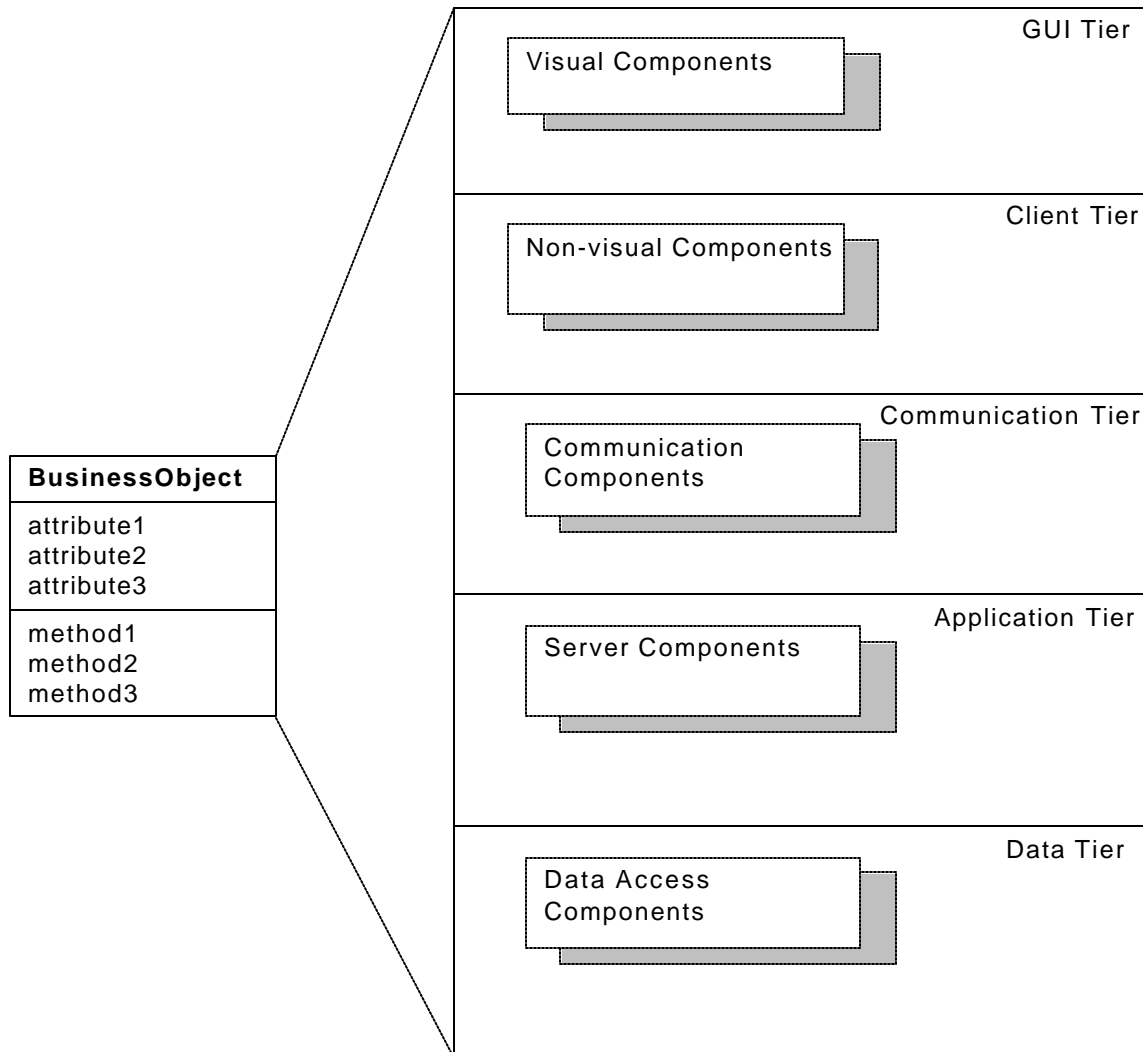 GUI Tier
Visual Components
Client Tier
Non-visual Components
Communication Tier
Communication
Components
BusinessObject
attribute1
attribute2
attribute3
method1
method2
method3
Application Tier
Server Components
Data Tier
Data Access
Components